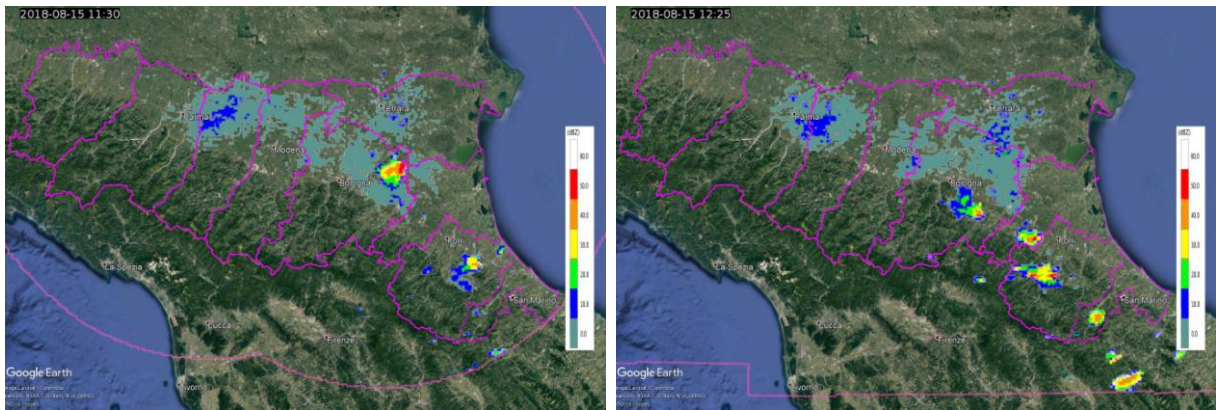 2018-08-15 11:30
Parma
Ferrara
Modena
Bologna
Forlì
La Spezia
San Marino
Lucca
Firenze
Livorno
(dBZ)
60.0
50.0
40.0
30.0
20.0
10.0
0.0
Google Earth
2018-08-15 12:25
Parma
Ferrara
Modena
Bologna
La Spezia
San Marino
Lucca
Firenze
(dBZ)
60.0
50.0
40.0
30.0
20.0
10.0
0.0
Google Earth